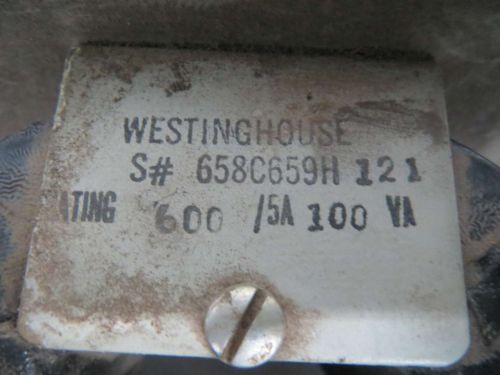 WESTINGHOUSE
S# 658C659H 121
ATING 600 /5A 100 VA